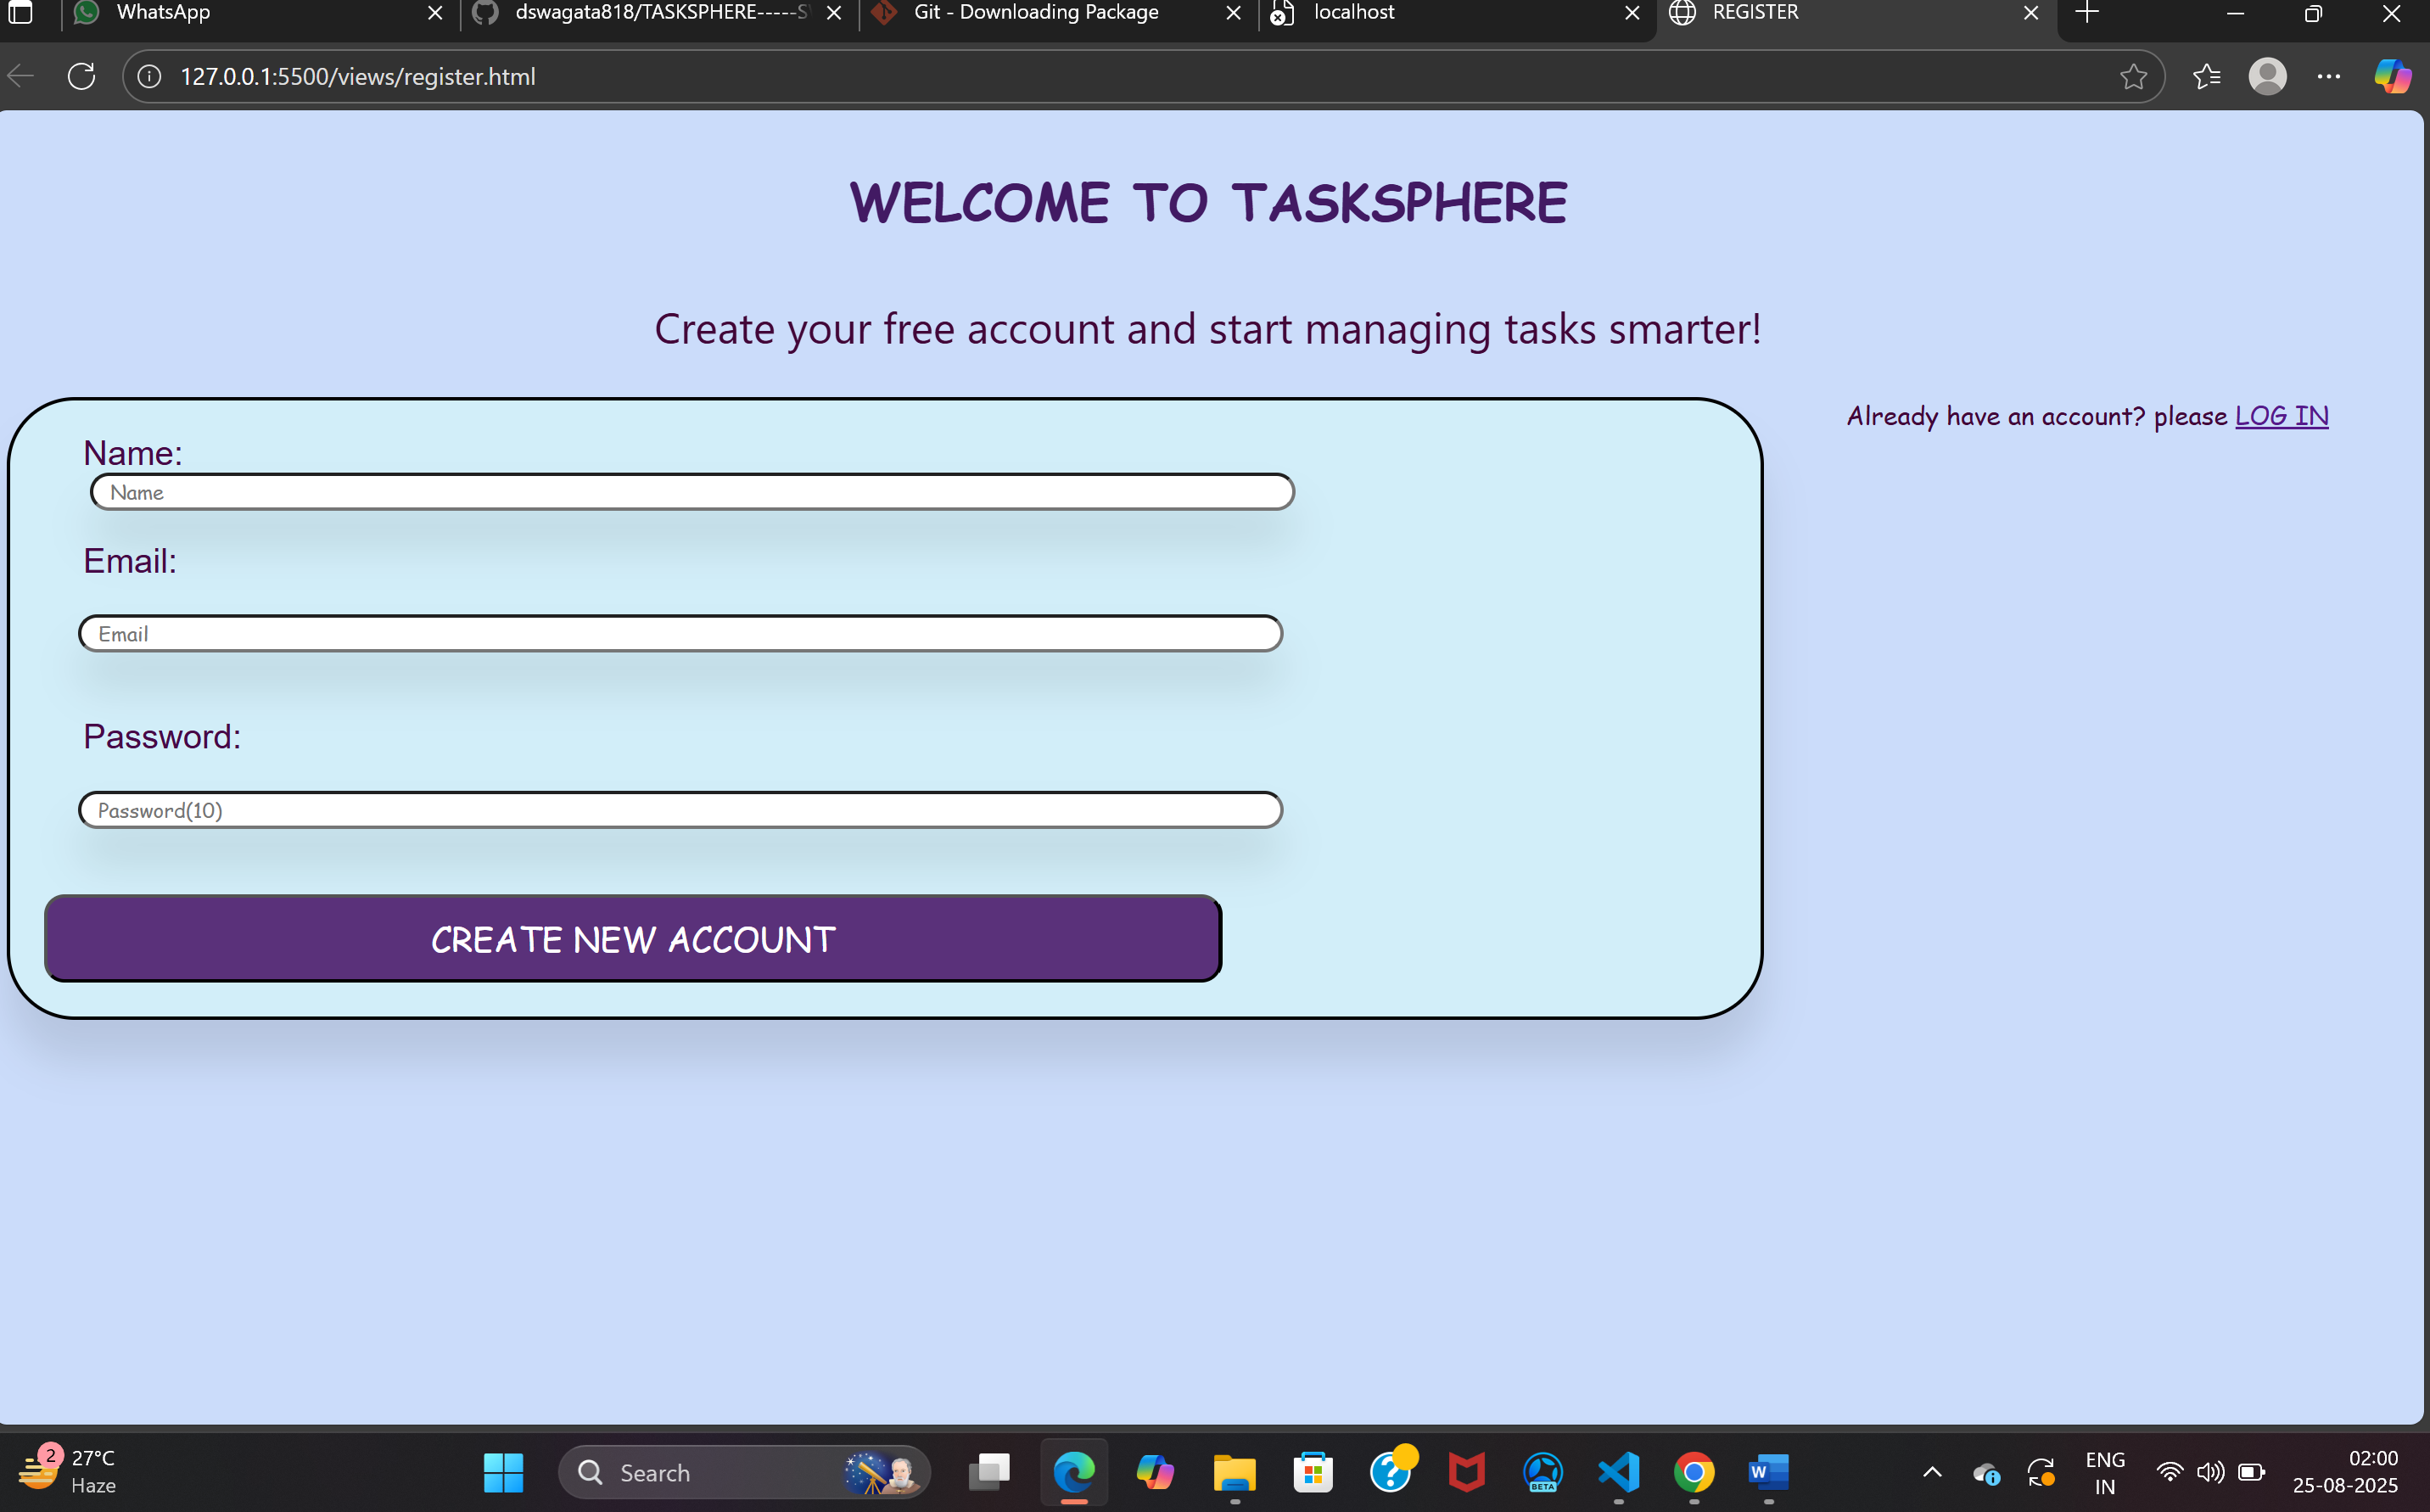 WhatsApp
dswagata818/TASKSPHERE-----S
Git - Downloading Package
localhost
REGISTER
127.0.0.1:5500/views/register.html
WELCOME TO TASKSPHERE
Create your free account and start managing tasks smarter!
Already have an account? please LOG IN
Name:
Name
Email:
Email
Password:
Password(10)
CREATE NEW ACCOUNT
2
27°C
Haze
Search
BETA
W
ENG
IN
02:00
25-08-2025